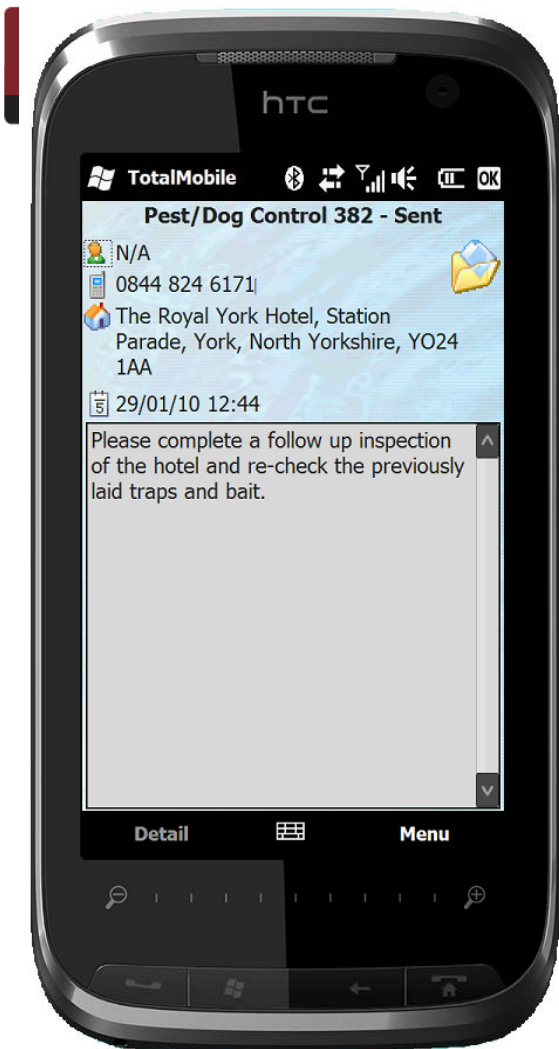 hTC
TotalMobile
OK
Pest/Dog Control 382 - Sent
N/A
0844 824 6171
The Royal York Hotel, Station
Parade, York, North Yorkshire, YO24
1AA
5
29/01/10 12:44
Please complete a follow up inspection
of the hotel and re-check the previously
laid traps and bait.
Detail
Menu